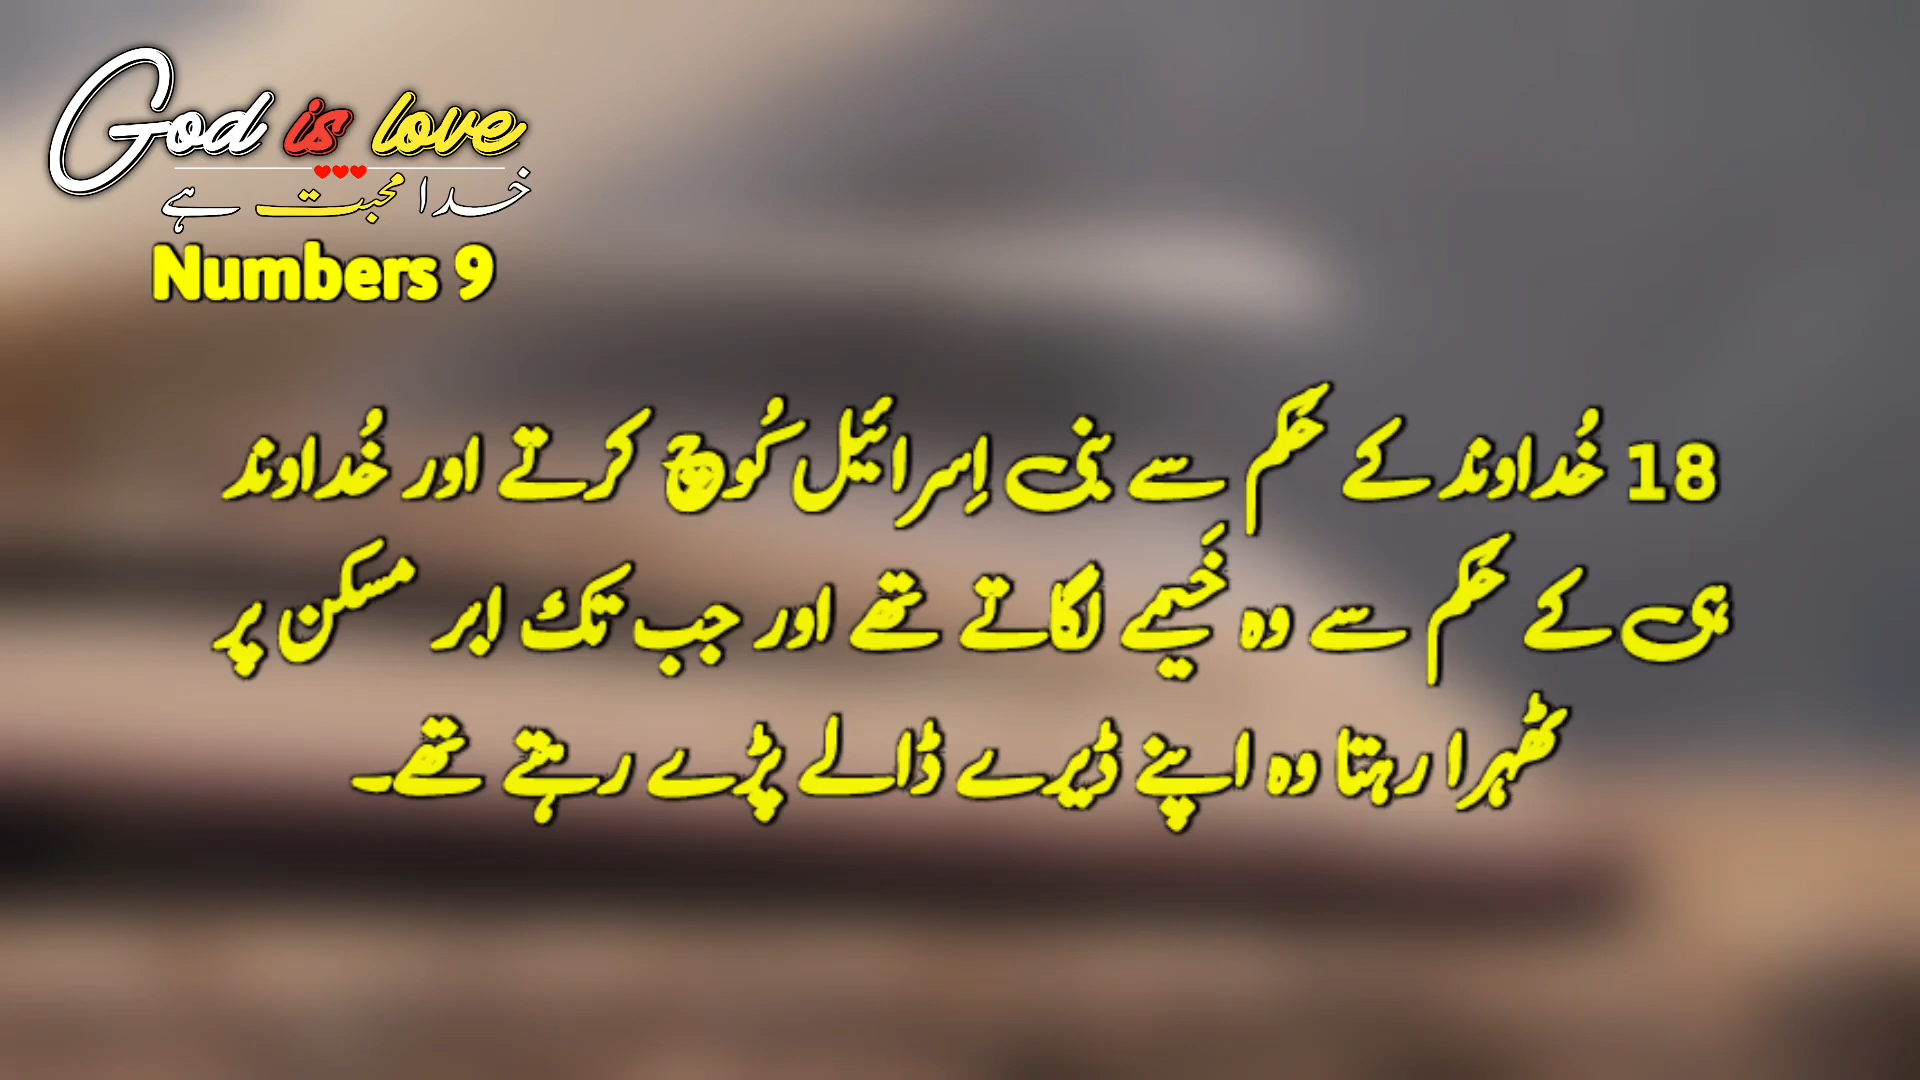 God is love
خدا محبت ہے
Numbers 9
18 خُداوند کے حُکم سے بنی اِسرائیل کُوچ کرتے اور خُداوند
ہی کے حُکم سے وہ خَیمے لگاتے تھے اور جب تک ابر مسکن پر
ٹھہرا رہتا وہ اپنے ڈیرے ڈالے پڑے رہتے تھے۔